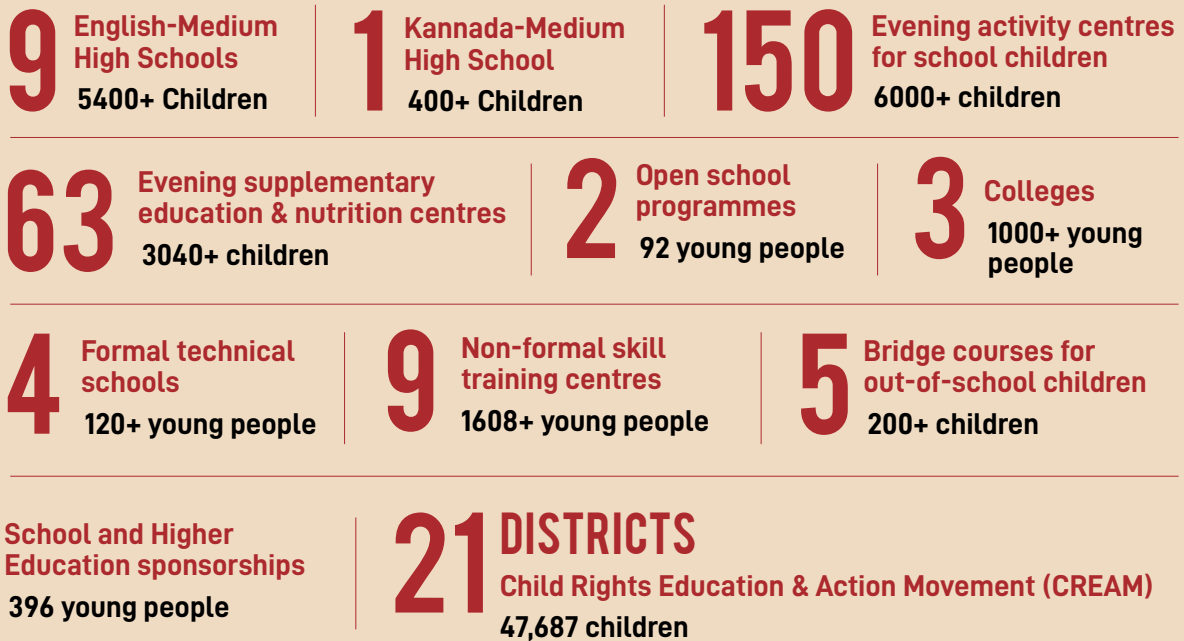 9
English-Medium
High Schools
5400+ Children
1
Kannada-Medium
High School
400+ Children
150
Evening activity centres
for school children
6000+ children
63
Evening supplementary
education & nutrition centres
3040+ children
2
Open school
programmes
92 young people
3
Colleges
1000+ young
people
4
Formal technical
schools
120+ young people
9
Non-formal skill
training centres
1608+ young people
5
Bridge courses for
out-of-school children
200+ children
School and Higher
Education sponsorships
396 young people
21
DISTRICTS
Child Rights Education & Action Movement (CREAM)
47,687 children